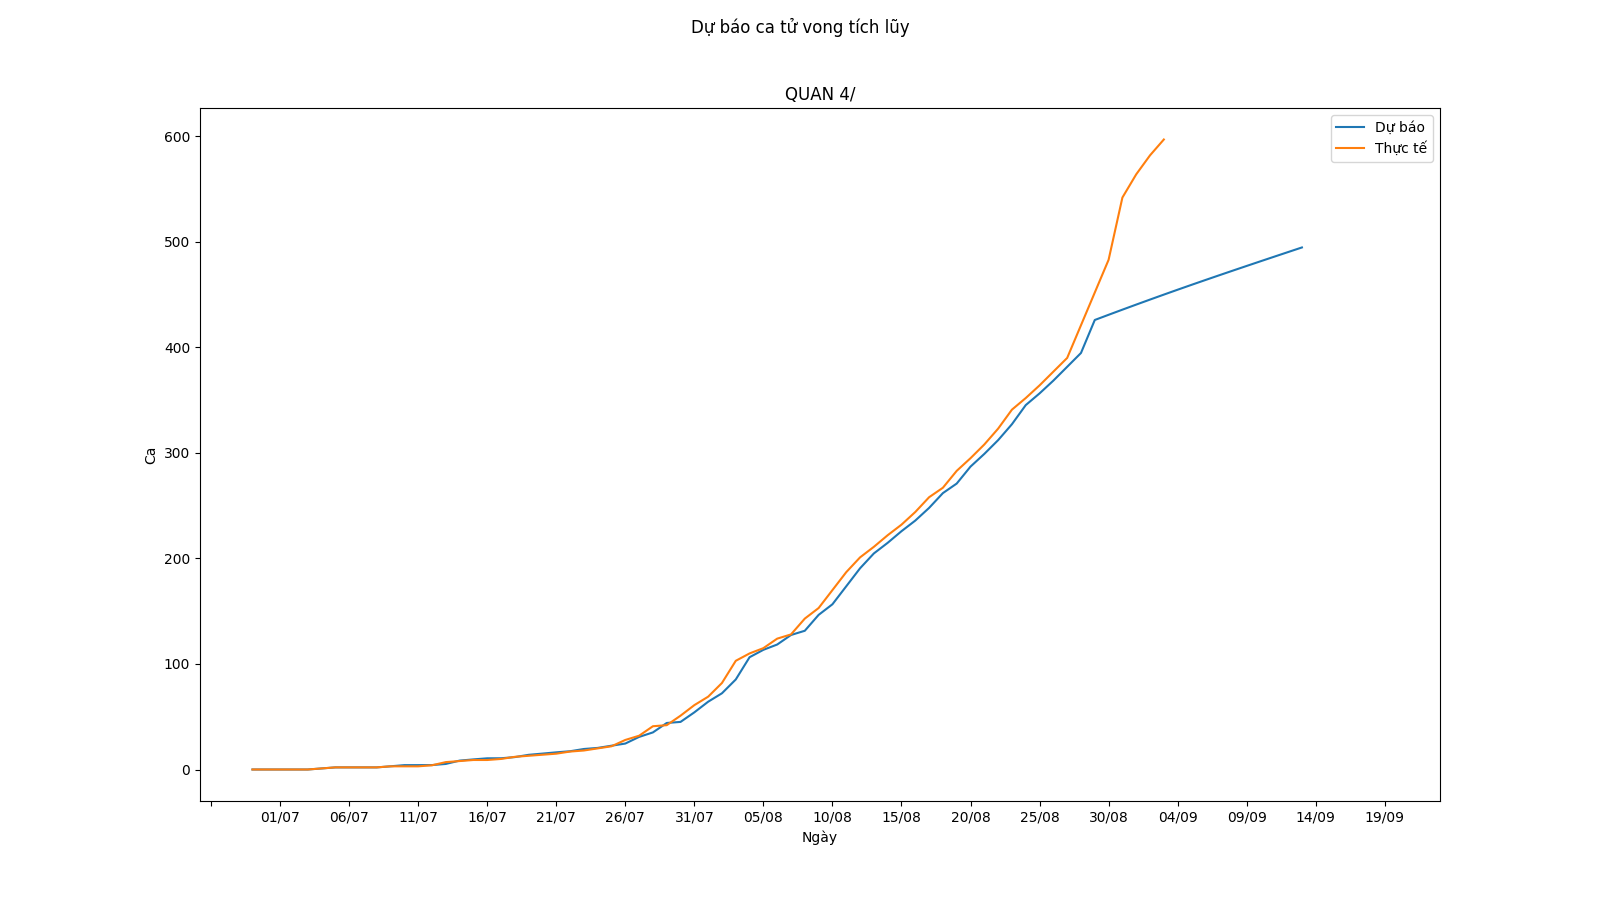 Dự báo ca tử vong tích lũy
QUAN 4/
Dự báo
Thực tế
600
500
400
300
200
100
0
Ca
01/07 06/07 11/07 16/07 21/07 26/07 31/07 05/08 10/08 15/08 20/08 25/08 30/08 04/09 09/09 14/09 19/09
Ngày